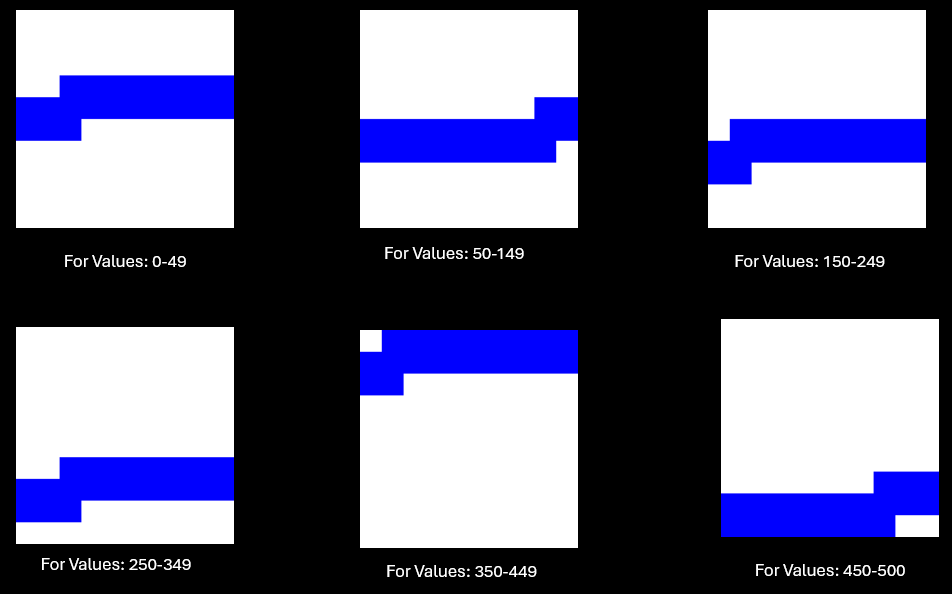 For Values: 0-49
For Values: 50-149
For Values: 150-249
For Values: 250-349
For Values: 350-449
For Values: 450-500